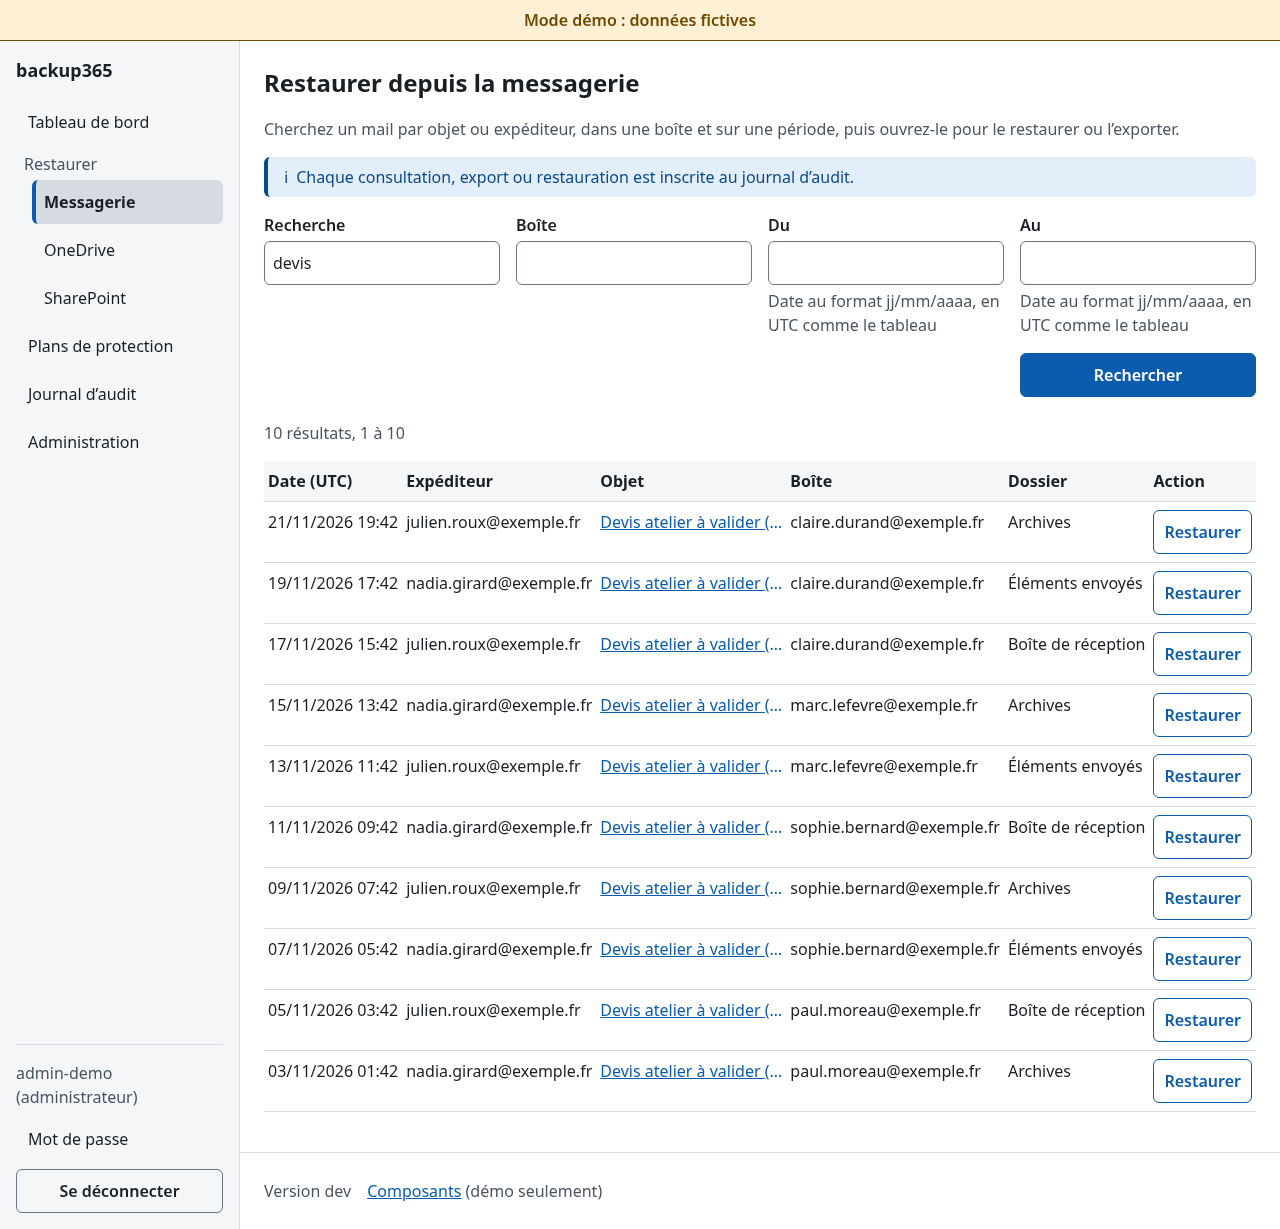 Mode démo : données fictives
backup365
Tableau de bord
Restaurer
Messagerie
OneDrive
SharePoint
Plans de protection
Journal d’audit
Administration
admin-demo
(administrateur)
Mot de passe
Se déconnecter
Restaurer depuis la messagerie
Cherchez un mail par objet ou expéditeur, dans une boîte et sur une période, puis ouvrez-le pour le restaurer ou l’exporter.
i Chaque consultation, export ou restauration est inscrite au journal d’audit.
Recherche Boîte Du Au
devis
Date au format jj/mm/aaaa, en UTC comme le tableau
Date au format jj/mm/aaaa, en UTC comme le tableau
Rechercher
10 résultats, 1 à 10
Date (UTC) Expéditeur Objet Boîte Dossier Action
21/11/2026 19:42 julien.roux@exemple.fr Devis atelier à valider (... claire.durand@exemple.fr Archives Restaurer
19/11/2026 17:42 nadia.girard@exemple.fr Devis atelier à valider (... claire.durand@exemple.fr Éléments envoyés Restaurer
17/11/2026 15:42 julien.roux@exemple.fr Devis atelier à valider (... claire.durand@exemple.fr Boîte de réception Restaurer
15/11/2026 13:42 nadia.girard@exemple.fr Devis atelier à valider (... marc.lefevre@exemple.fr Archives Restaurer
13/11/2026 11:42 julien.roux@exemple.fr Devis atelier à valider (... marc.lefevre@exemple.fr Éléments envoyés Restaurer
11/11/2026 09:42 nadia.girard@exemple.fr Devis atelier à valider (... sophie.bernard@exemple.fr Boîte de réception Restaurer
09/11/2026 07:42 julien.roux@exemple.fr Devis atelier à valider (... sophie.bernard@exemple.fr Archives Restaurer
07/11/2026 05:42 nadia.girard@exemple.fr Devis atelier à valider (... sophie.bernard@exemple.fr Éléments envoyés Restaurer
05/11/2026 03:42 julien.roux@exemple.fr Devis atelier à valider (... paul.moreau@exemple.fr Boîte de réception Restaurer
03/11/2026 01:42 nadia.girard@exemple.fr Devis atelier à valider (... paul.moreau@exemple.fr Archives Restaurer
Version dev Composants (démo seulement)